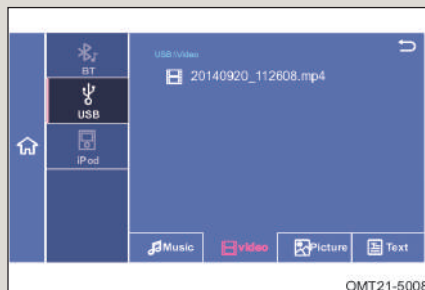 BT
USB:\Video
20140920_112608.mp4
USB
iPod
Music
video
Picture
Text
OMT21-5008